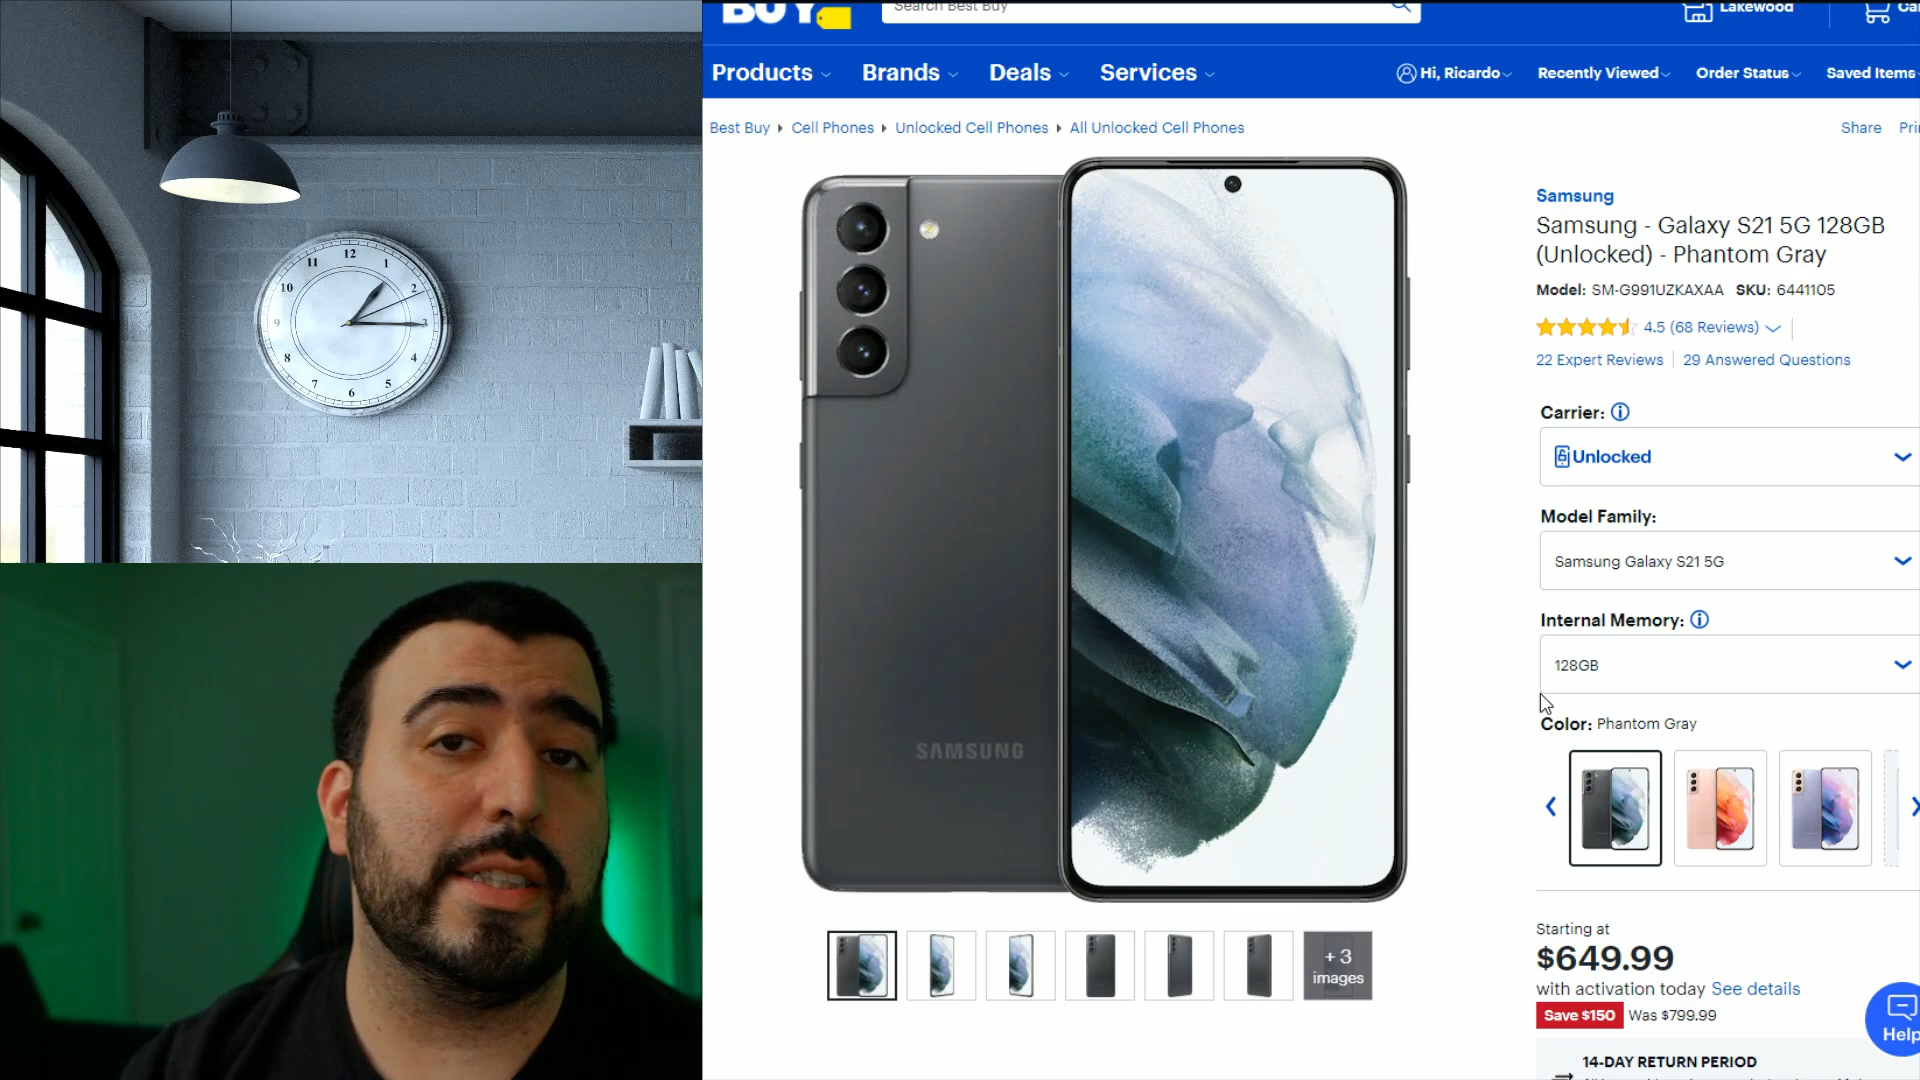 12
1
2
3
4
5
6
7
8
9
10
11
BUY
Search Best Buy
Lakewood
Products
Brands
Deals
Services
Hi, Ricardo
Recently Viewed
Order Status
Saved Items
Best Buy
Cell Phones
Unlocked Cell Phones
All Unlocked Cell Phones
Share
SAMSUNG
+ 3
images
Samsung
Samsung - Galaxy S21 5G 128GB
(Unlocked) - Phantom Gray
Model: SM-G991UZKAXAA SKU: 6441105
4.5 (68 Reviews)
22 Expert Reviews
29 Answered Questions
Carrier:
Unlocked
Model Family:
Samsung Galaxy S21 5G
Internal Memory:
128GB
Color: Phantom Gray
Starting at
$649.99
with activation today See details
Save $150 Was $799.99
Help
14-DAY RETURN PERIOD